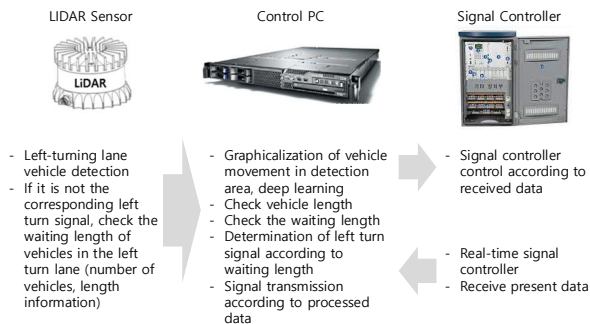 LIDAR Sensor
Control PC
Signal Controller
LiDAR
- Left-turning lane
vehicle detection
- If it is not the
corresponding left
turn signal, check the
waiting length of
vehicles in the left
turn lane (number of
vehicles, length
information)
- Graphicalization of vehicle
movement in detection
area, deep learning
- Check vehicle length
- Check the waiting length
- Determination of left turn
signal according to
waiting length
- Signal transmission
according to processed
data
- Signal controller
control according to
received data
- Real-time signal
controller
- Receive present data